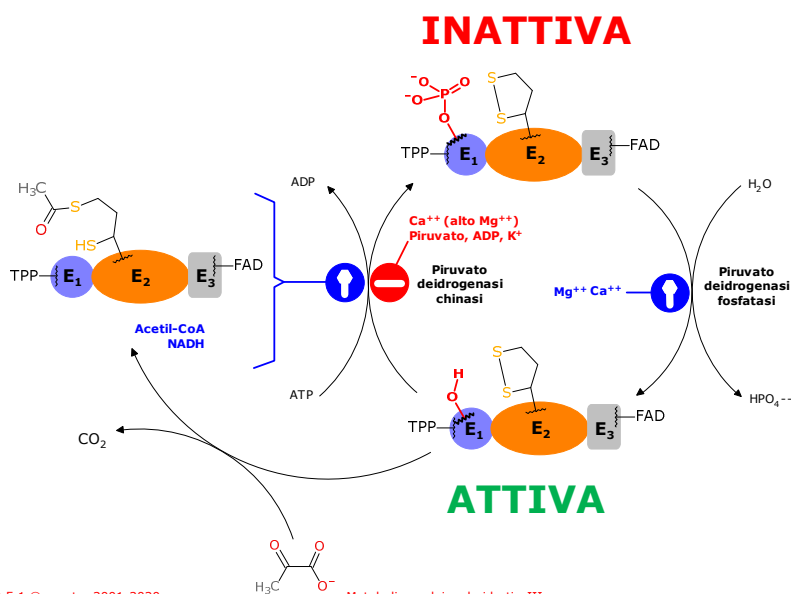 INATTIVA
⁻O
P
O
⁻O
O
S
S
TPP
E₁
E₂
E₃
FAD
ADP
H₂O
H₃C
S
O
HS
Ca⁺⁺ (alto Mg⁺⁺)
Piruvato, ADP, K⁺
TPP
E₁
E₂
E₃
FAD
Piruvato
deidrogenasi
chinasi
Mg⁺⁺ Ca⁺⁺
Piruvato
deidrogenasi
fosfatasi
Acetil-CoA
NADH
S
S
H
O
ATP
HPO₄--
TPP
E₁
E₂
E₃
FAD
CO₂
ATTIVA
O
O
H₃C
O⁻